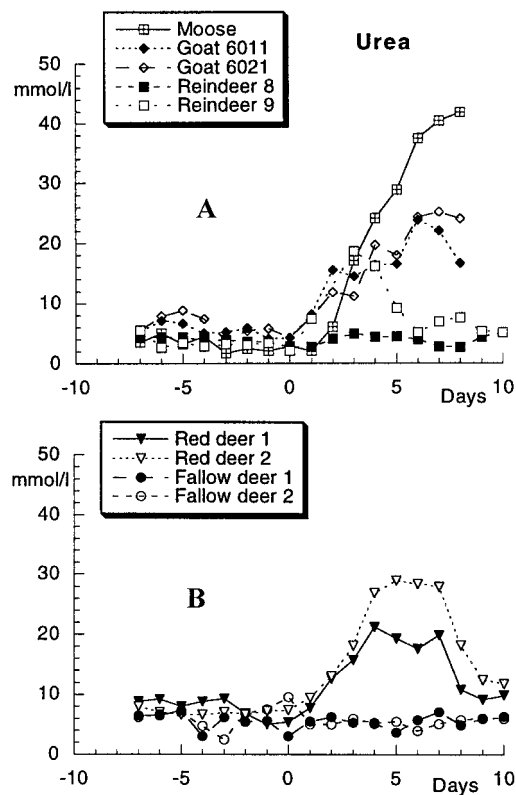 Urea
Moose
Goat 6011
Goat 6021
Reindeer 8
Reindeer 9
50
mmol/l
40
30
20
10
0
A
-10
-5
0
5
10
Days
Red deer 1
Red deer 2
Fallow deer 1
Fallow deer 2
50
mmol/l
40
30
20
10
0
B
-10
-5
0
5
10
Days